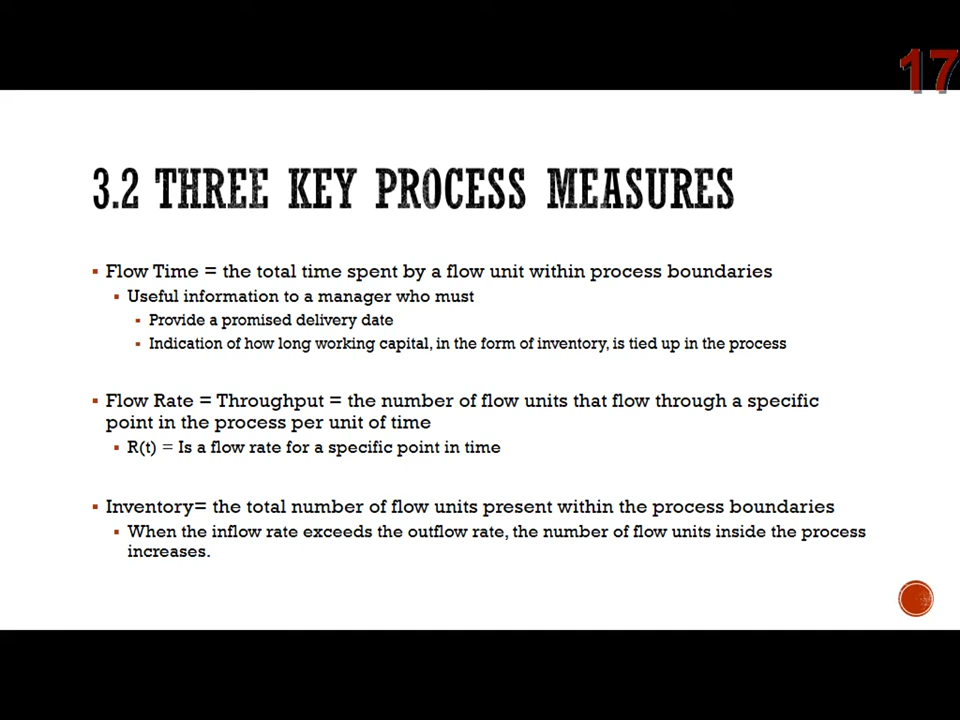 17
3.2 THREE KEY PROCESS MEASURES
▪ Flow Time = the total time spent by a flow unit within process boundaries
▪ Useful information to a manager who must
▪ Provide a promised delivery date
▪ Indication of how long working capital, in the form of inventory, is tied up in the process
▪ Flow Rate = Throughput = the number of flow units that flow through a specific
point in the process per unit of time
▪ R(t) = Is a flow rate for a specific point in time
▪ Inventory= the total number of flow units present within the process boundaries
▪ When the inflow rate exceeds the outflow rate, the number of flow units inside the process
increases.